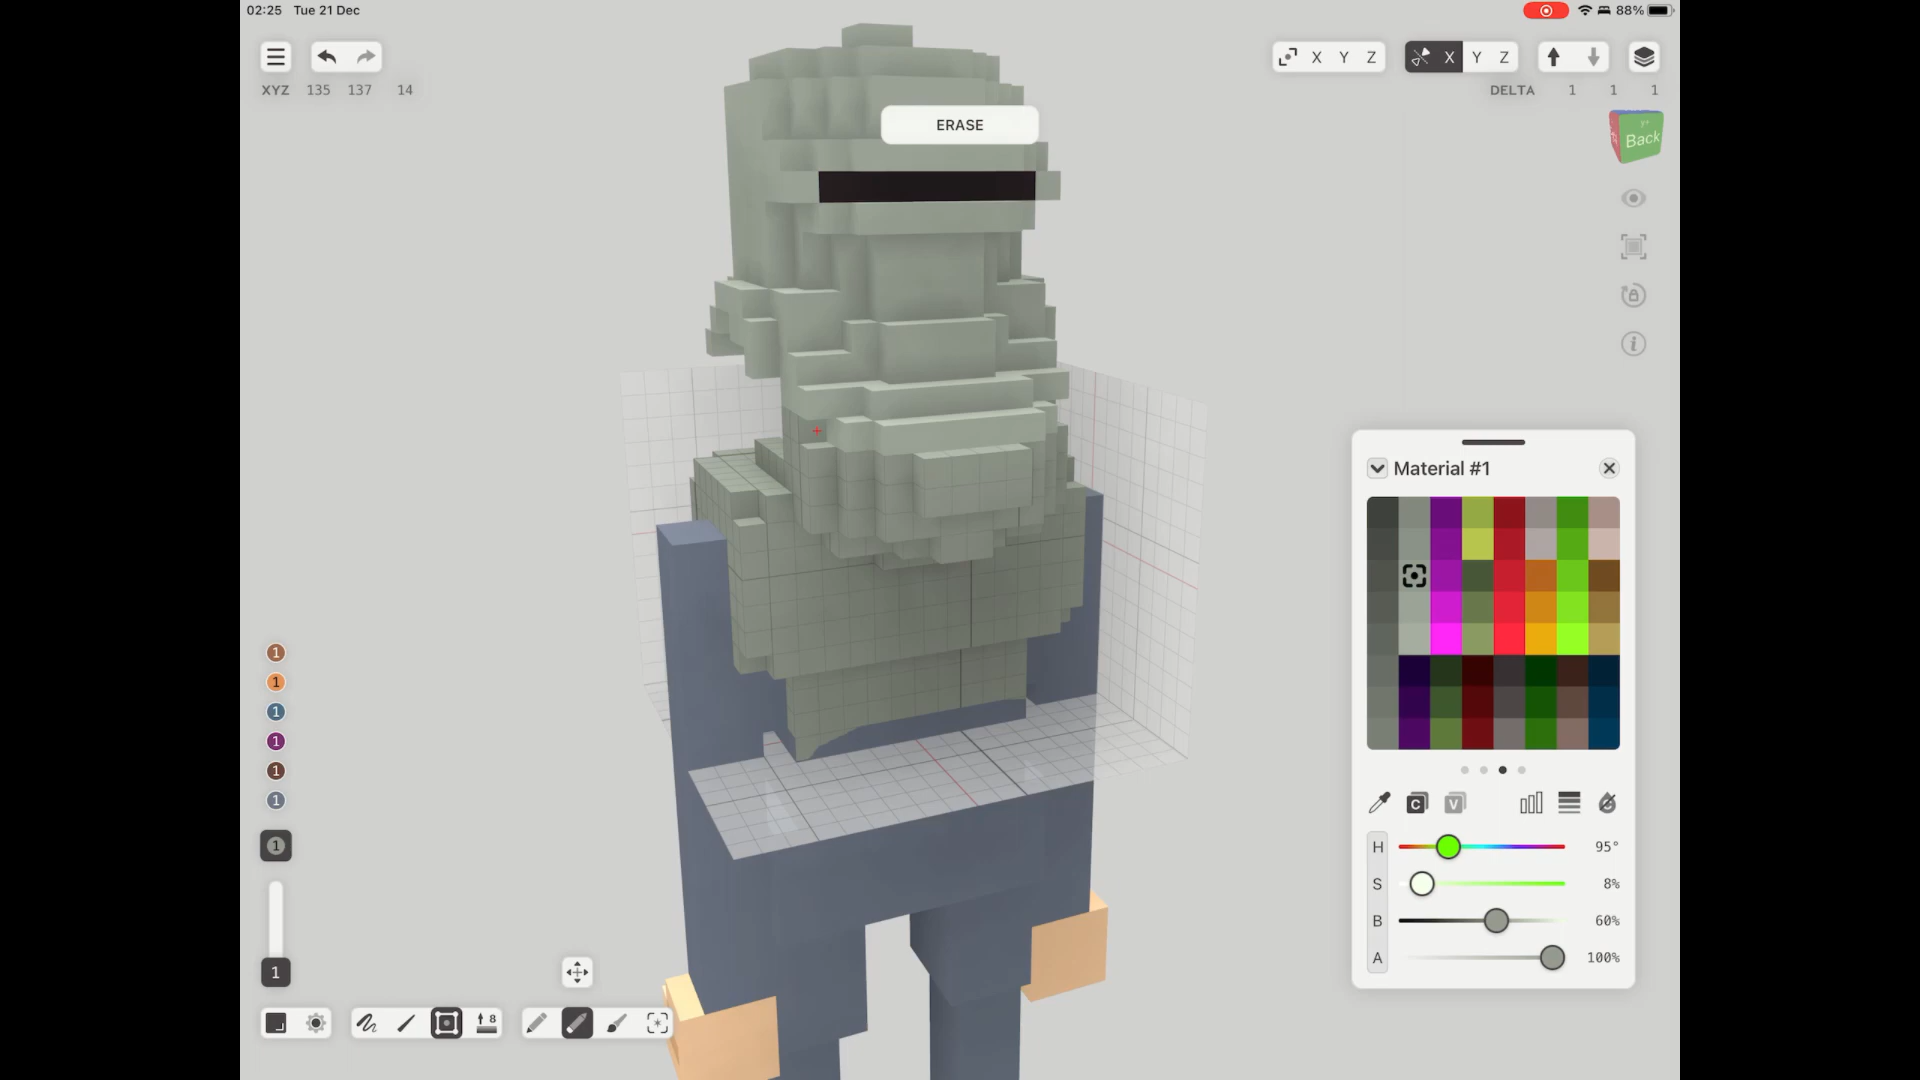 02:25 Tue 21 Dec
88%
X Y Z
X Y Z
XYZ 135 137 14
DELTA 1 1 1
ERASE
Y+
Back
Material #1
1
1
1
1
1
1
1
1
C V
H 95°
S 8%
B 60%
A 100%
8